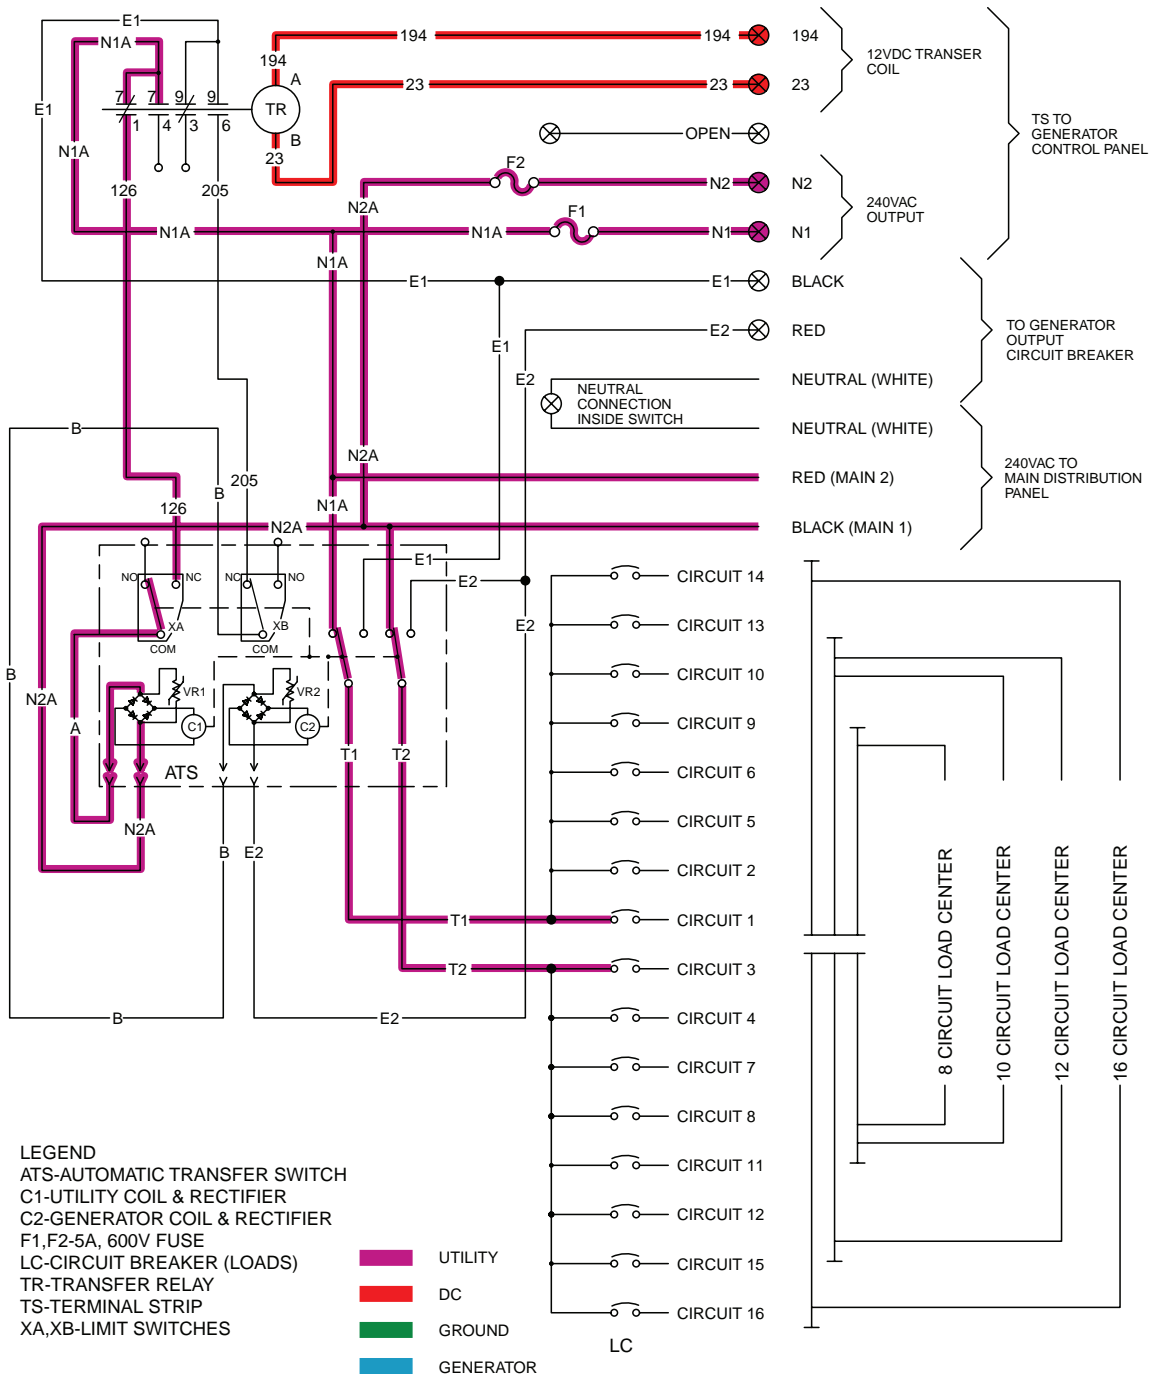 E1
N1A
194
194
194
194
A
12VDC TRANSER
COIL
7
7
9
9
TR
23
23
23
E1
1
4
3
6
B
TS TO
GENERATOR
CONTROL PANEL
OPEN
N1A
23
F2
126
205
N2
N2
N2A
240VAC
OUTPUT
F1
N1A
N1A
N1
N1
N1A
E1
E1
BLACK
E2
RED
TO GENERATOR
OUTPUT
CIRCUIT BREAKER
E1
E2
NEUTRAL
CONNECTION
INSIDE SWITCH
NEUTRAL (WHITE)
B
NEUTRAL (WHITE)
N2A
240VAC TO
MAIN DISTRIBUTION
PANEL
205
RED (MAIN 2)
B
126
N1A
N2A
BLACK (MAIN 1)
E1
NO
NC
NC
NO
E2
CIRCUIT 14
XA
XB
E2
CIRCUIT 13
COM
COM
B
CIRCUIT 10
N2A
VR1
VR2
A
C1
C2
CIRCUIT 9
T1
T2
ATS
CIRCUIT 6
N2A
CIRCUIT 5
B
E2
CIRCUIT 2
T1
CIRCUIT 1
T2
CIRCUIT 3
B
E2
CIRCUIT 4
CIRCUIT 7
CIRCUIT 8
CIRCUIT 11
CIRCUIT 12
CIRCUIT 15
CIRCUIT 16
LC
8 CIRCUIT LOAD CENTER
10 CIRCUIT LOAD CENTER
12 CIRCUIT LOAD CENTER
16 CIRCUIT LOAD CENTER
LEGEND
ATS-AUTOMATIC TRANSFER SWITCH
C1-UTILITY COIL & RECTIFIER
C2-GENERATOR COIL & RECTIFIER
F1,F2-5A, 600V FUSE
LC-CIRCUIT BREAKER (LOADS)
TR-TRANSFER RELAY
TS-TERMINAL STRIP
XA,XB-LIMIT SWITCHES
UTILITY
DC
GROUND
GENERATOR